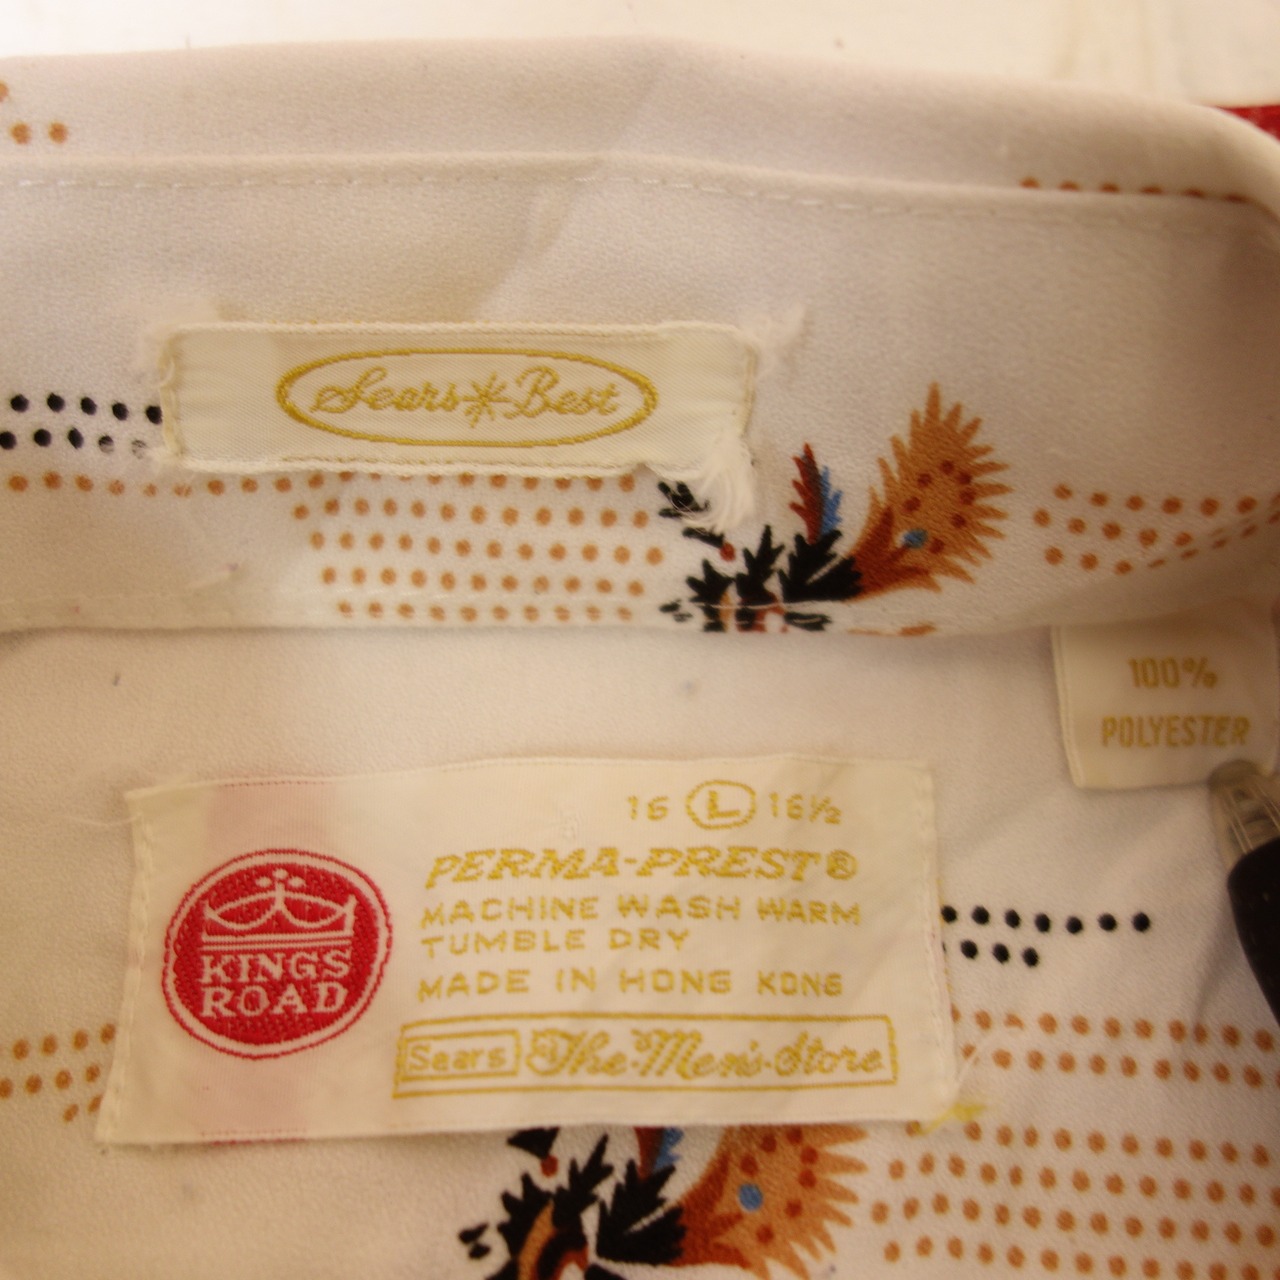 Sears Best
100%
POLYESTER
16 L 16½
PERMA-PREST®
MACHINE WASH WARM
TUMBLE DRY
MADE IN HONG KONG
KINGS
ROAD
Sears The Men's Store